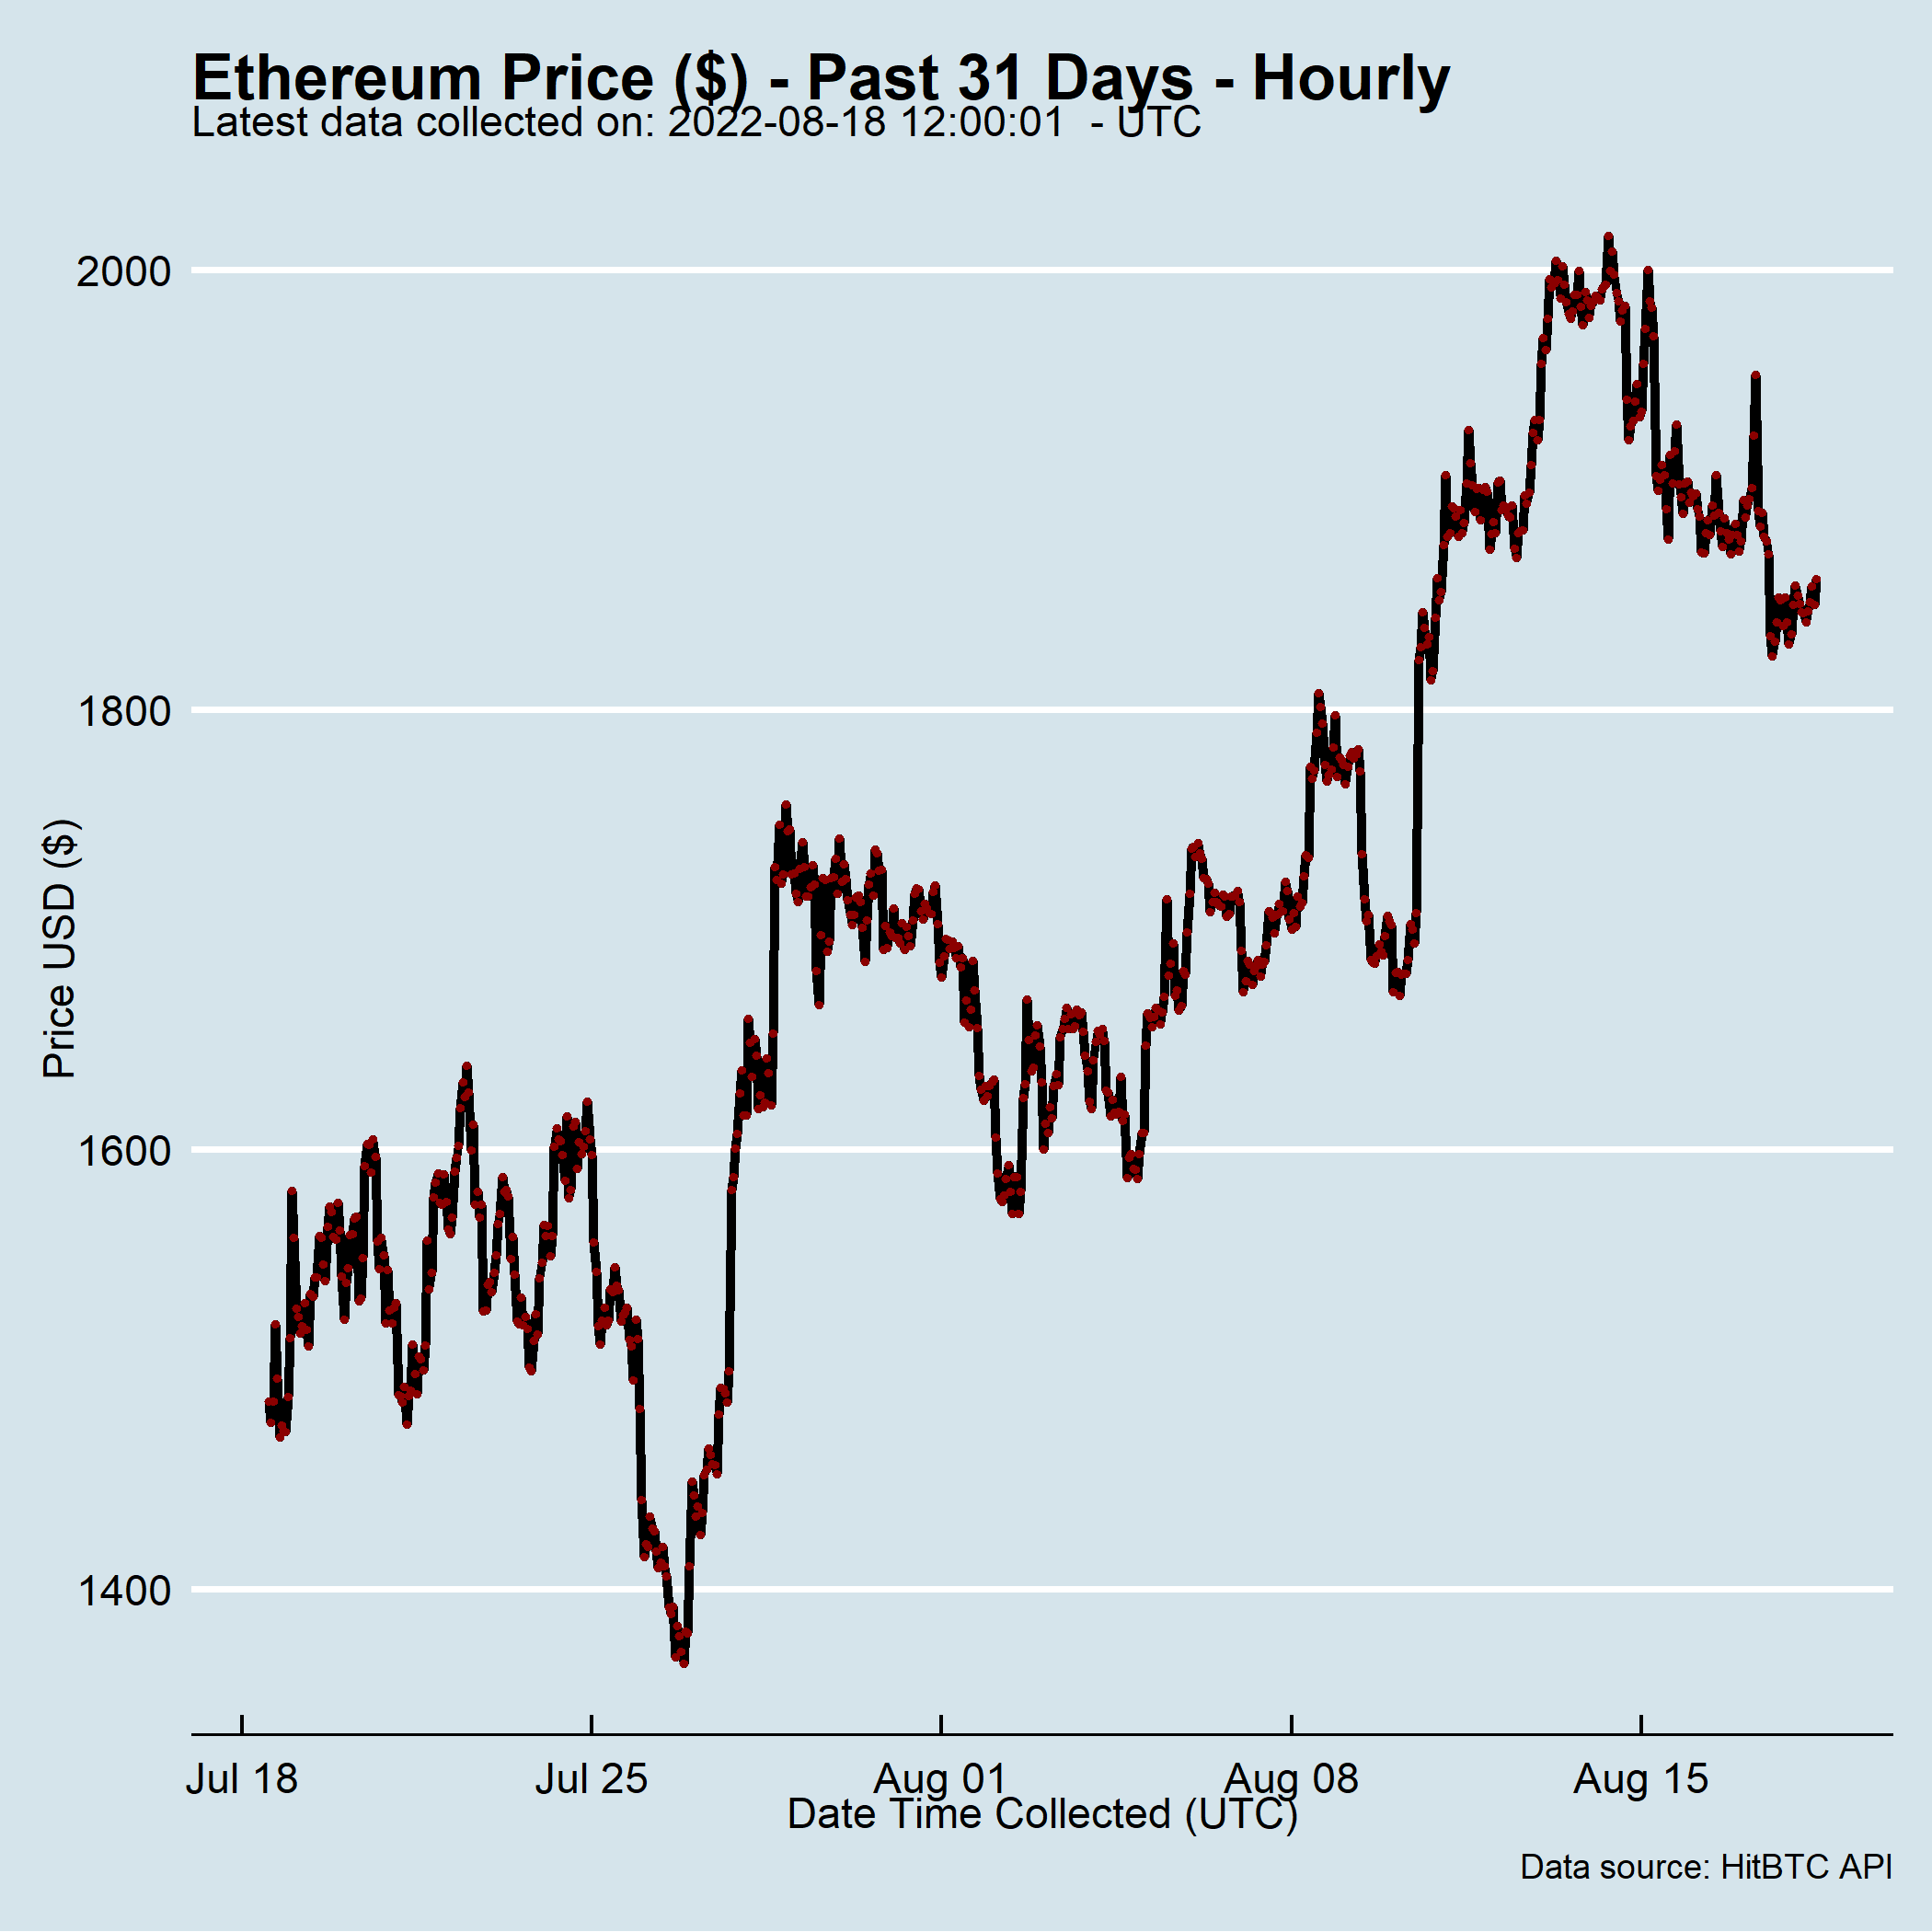 Ethereum Price ($) - Past 31 Days - Hourly
Latest data collected on: 2022-08-18 12:00:01  - UTC
2000
1800
1600
1400
Price USD ($)
Jul 18 Jul 25 Aug 01 Aug 08 Aug 15
Date Time Collected (UTC)
Data source: HitBTC API